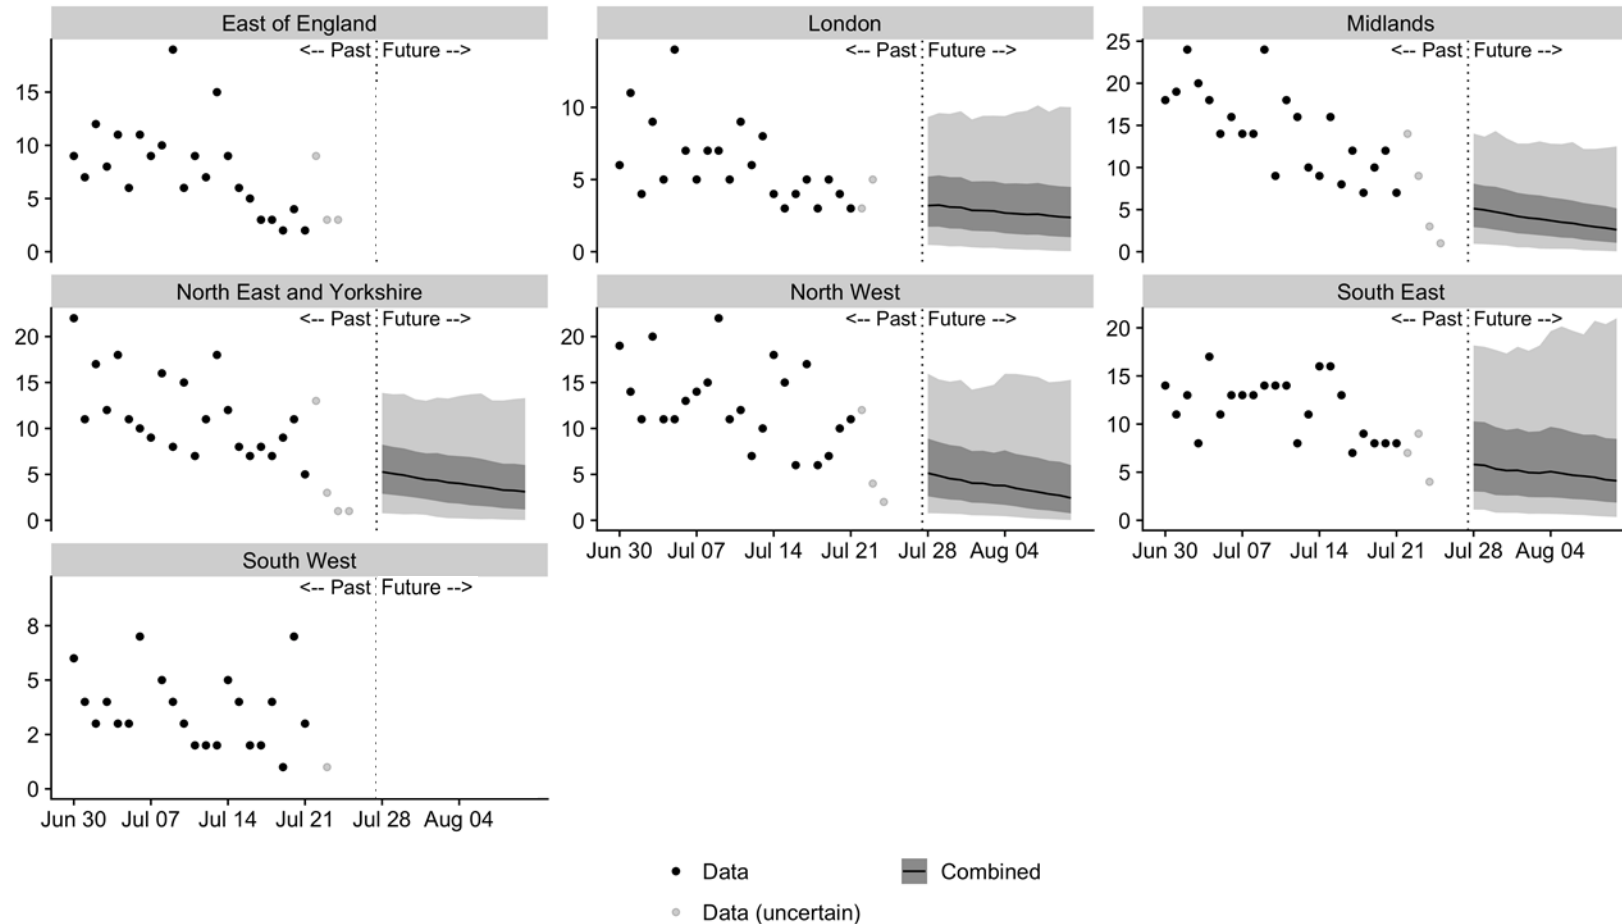 East of England
<-- Past Future -->
15
10
5
0
London
<-- Past Future -->
10
5
0
Midlands
<-- Past Future -->
25
20
15
10
5
0
North East and Yorkshire
<-- Past Future -->
20
15
10
5
0
North West
<-- Past Future -->
20
15
10
5
0
Jun 30 Jul 07 Jul 14 Jul 21 Jul 28 Aug 04
South East
<-- Past Future -->
20
15
10
5
0
Jun 30 Jul 07 Jul 14 Jul 21 Jul 28 Aug 04
South West
<-- Past Future -->
8
5
2
0
Jun 30 Jul 07 Jul 14 Jul 21 Jul 28 Aug 04
Data
Combined
Data (uncertain)